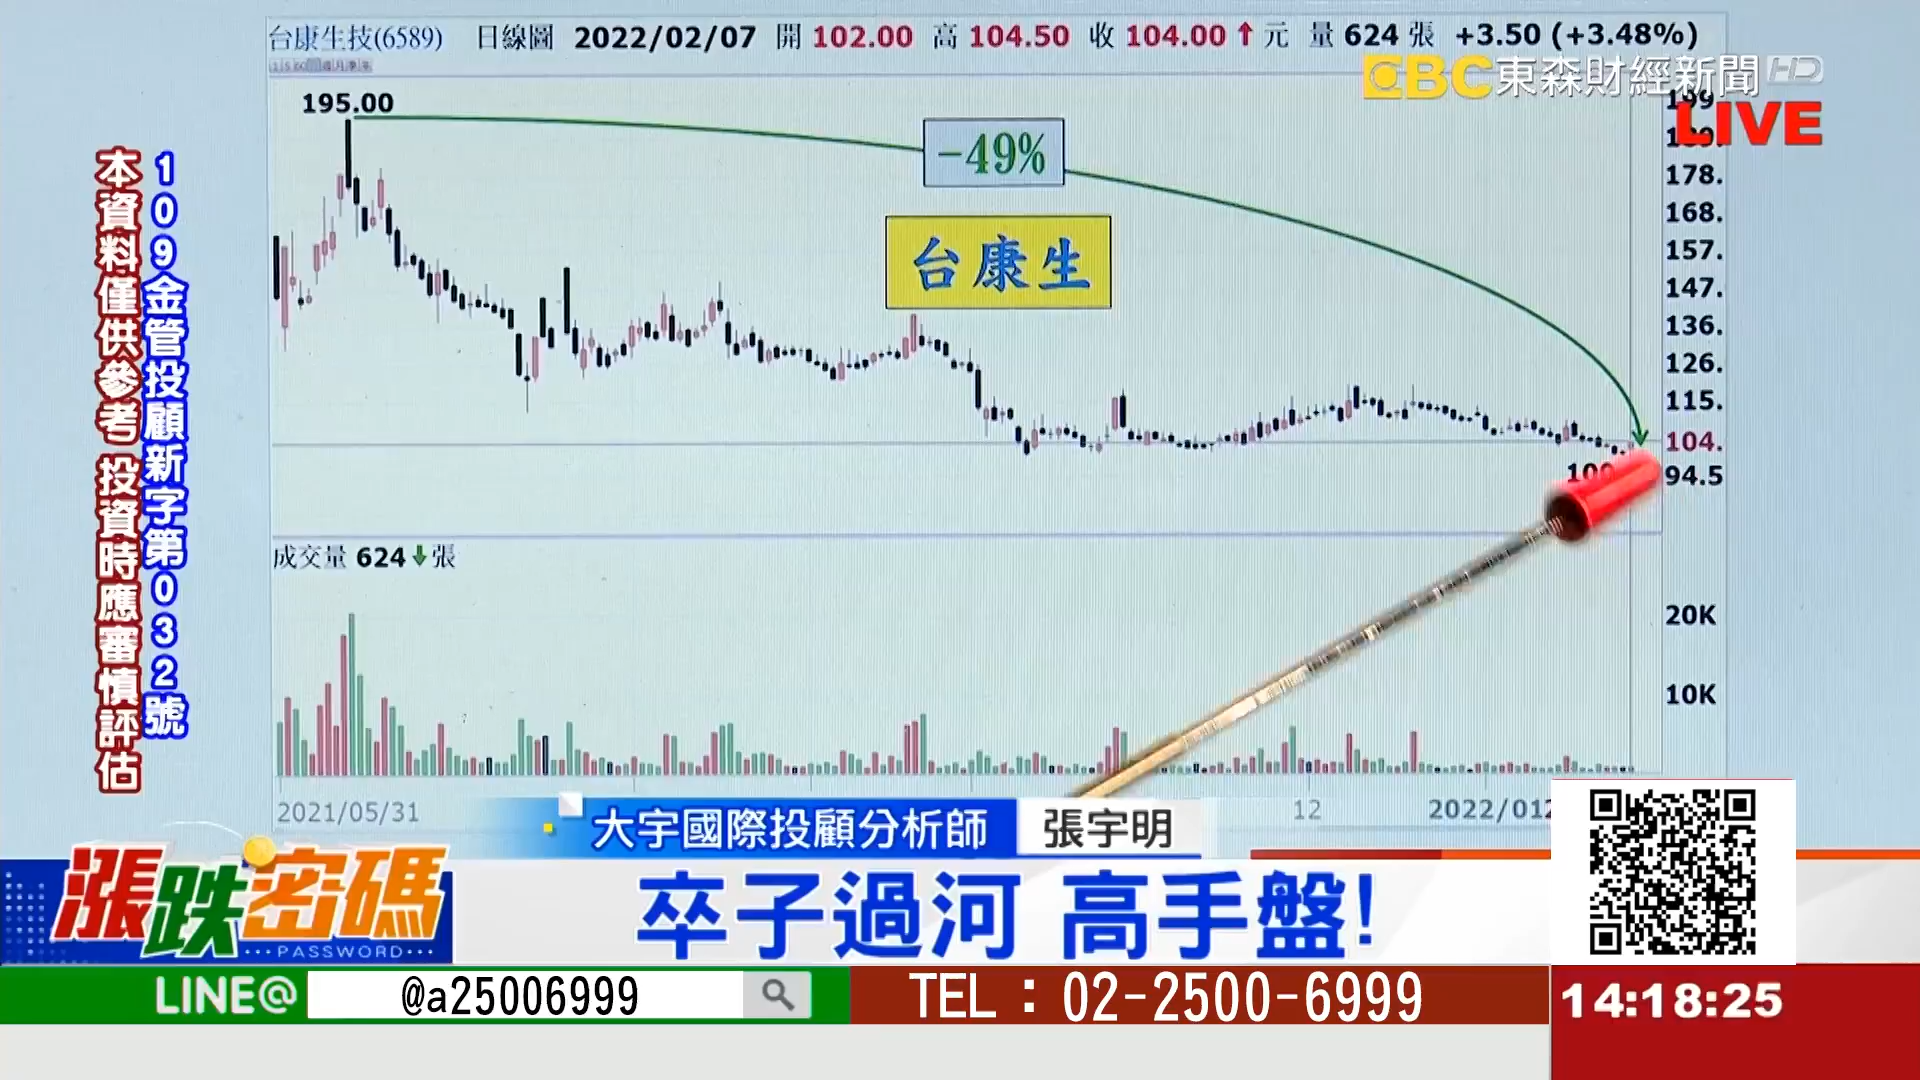 台康生技(6589) 日線圖 2022/02/07 開 102.00 高 104.50 收 104.00 ↑ 元 量 624 張 +3.50 (+3.48%)
EBC 東森財經新聞 HD
LIVE
195.00
-49%
台康生
199
178.
168.
157.
147.
136.
126.
115.
104.
94.5
成交量 624 ↓ 張
20K
10K
2021/05/31
12
2022/01
109金管投顧新字第032號
本資料僅供參考 投資時應審慎評估
大宇國際投顧分析師 張宇明
漲跌密碼
PASSWORD
卒子過河 高手盤!
LINE@ @a25006999
TEL：02-2500-6999
14:18:25